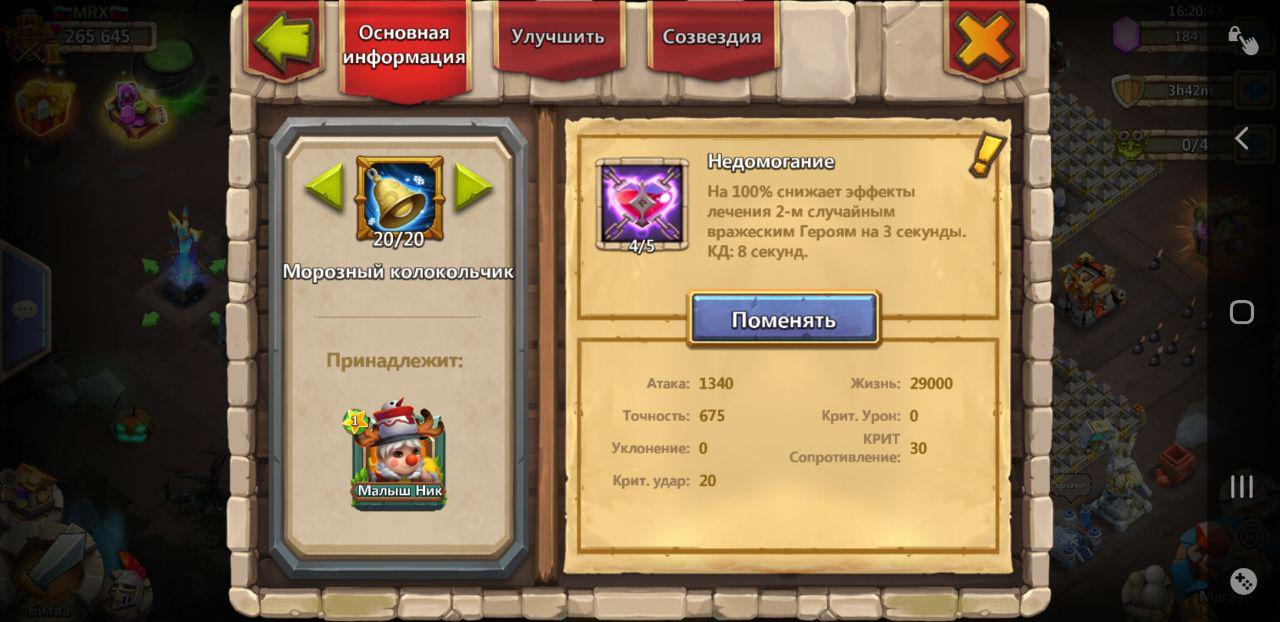 MRX
265 645
Основная
информация
Улучшить
Созвездия
16:20:47
184
3h42m
0/4
20/20
Морозный колокольчик
Принадлежит:
1
Малыш Ник
4/5
Недомогание
На 100% снижает эффекты
лечения 2-м случайным
вражеским Героям на 3 секунды.
КД: 8 секунд.
Поменять
Атака: 1340
Жизнь: 29000
Точность: 675
Крит. Урон: 0
Уклонение: 0
КРИТ
Сопротивление: 30
Крит. удар: 20
Битва